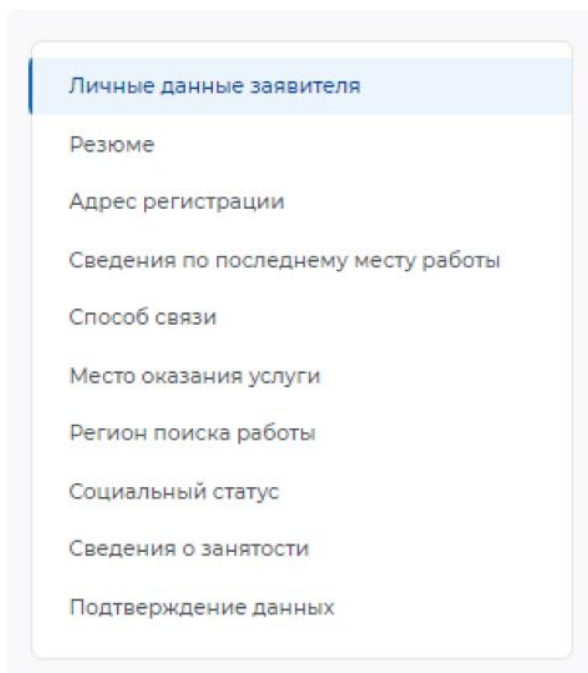 Личные данные заявителя
Резюме
Адрес регистрации
Сведения по последнему месту работы
Способ связи
Место оказания услуги
Регион поиска работы
Социальный статус
Сведения о занятости
Подтверждение данных